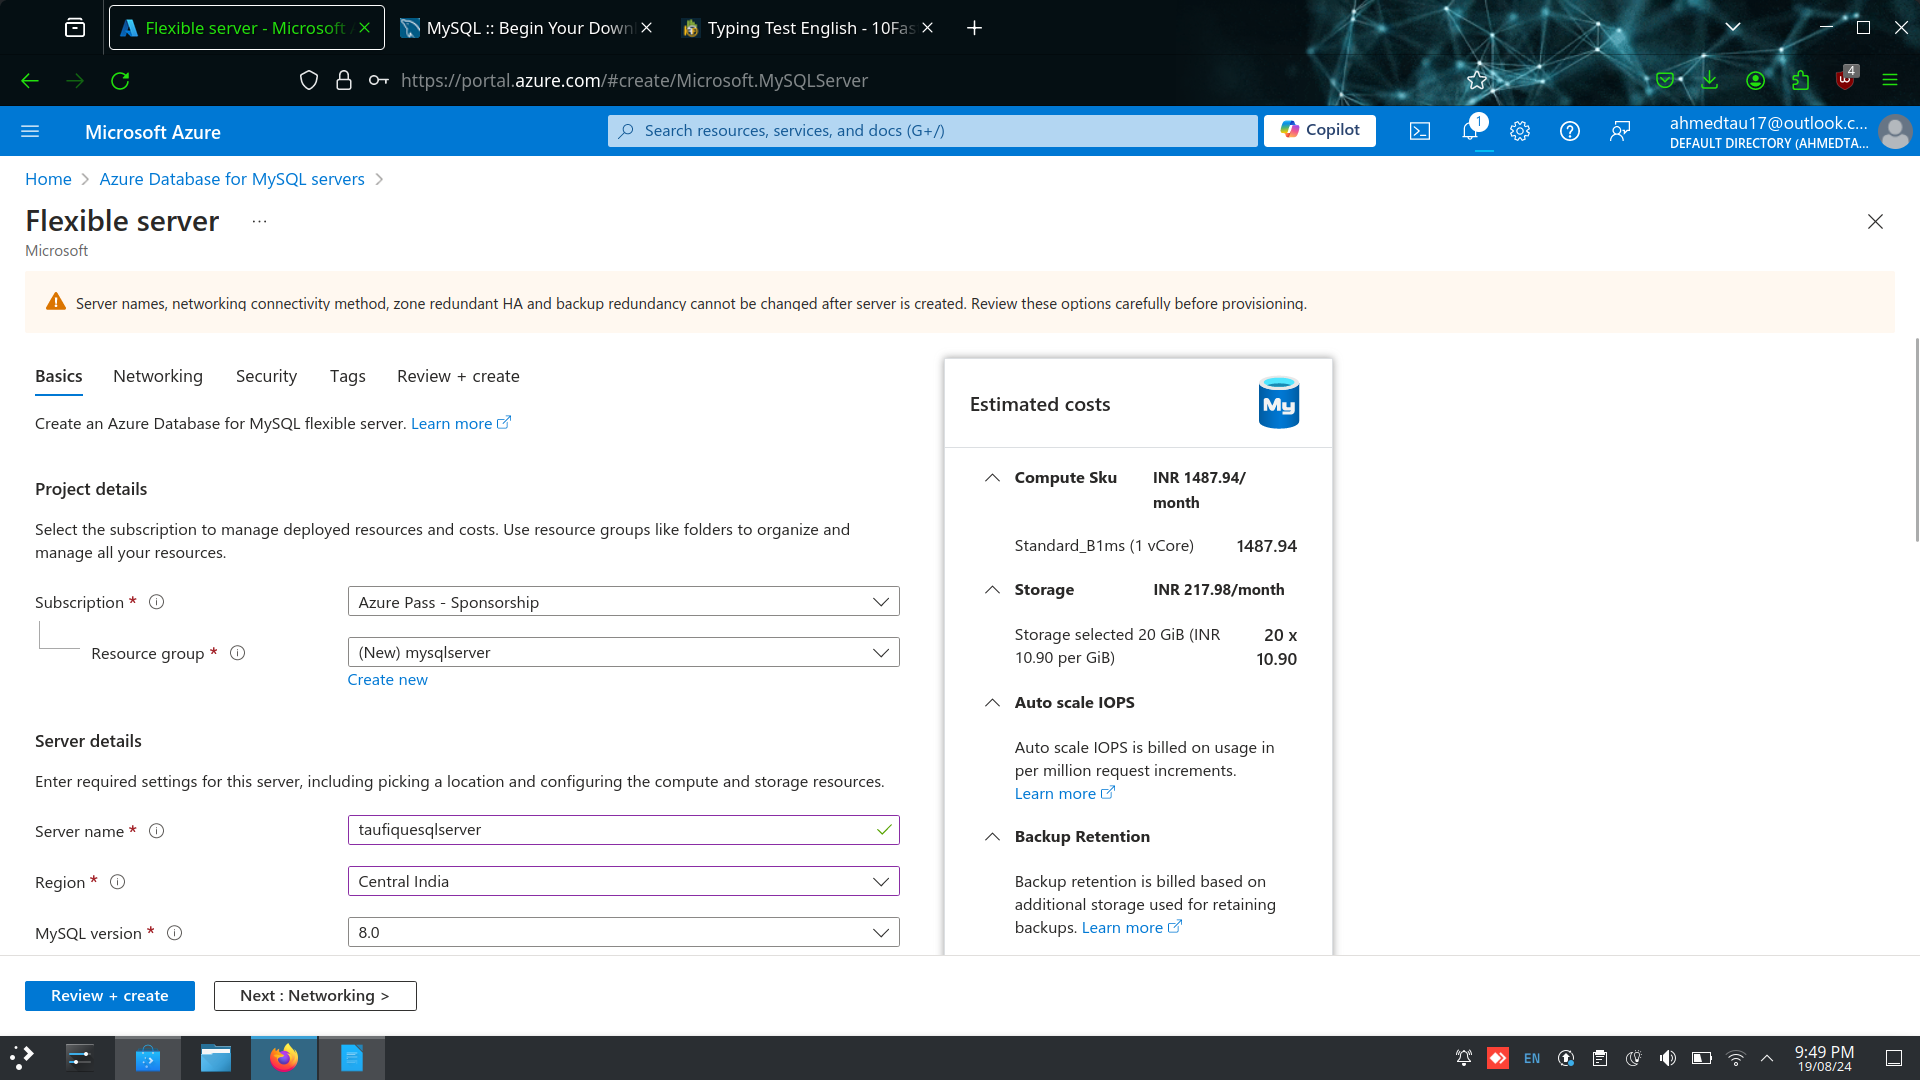 Flexible server - Microsoft A
MySQL :: Begin Your Down
Typing Test English - 10Fas
https://portal.azure.com/#create/Microsoft.MySQLServer
4
Microsoft Azure
Search resources, services, and docs (G+/)
Copilot
1
ahmedtau17@outlook.c...
DEFAULT DIRECTORY (AHMEDTA...
Home > Azure Database for MySQL servers >
Flexible server ...
Microsoft
Server names, networking connectivity method, zone redundant HA and backup redundancy cannot be changed after server is created. Review these options carefully before provisioning.
Basics Networking Security Tags Review + create
Create an Azure Database for MySQL flexible server. Learn more
Project details
Select the subscription to manage deployed resources and costs. Use resource groups like folders to organize and
manage all your resources.
Subscription * Azure Pass - Sponsorship
Resource group * (New) mysqlserver
Create new
Server details
Enter required settings for this server, including picking a location and configuring the compute and storage resources.
Server name * taufiquesqlserver
Region * Central India
MySQL version * 8.0
Estimated costs
My
Compute Sku INR 1487.94/
month
Standard_B1ms (1 vCore) 1487.94
Storage INR 217.98/month
Storage selected 20 GiB (INR 20 x
10.90 per GiB) 10.90
Auto scale IOPS
Auto scale IOPS is billed on usage in
per million request increments.
Learn more
Backup Retention
Backup retention is billed based on
additional storage used for retaining
backups. Learn more
Review + create
Next : Networking >
EN
9:49 PM
19/08/24